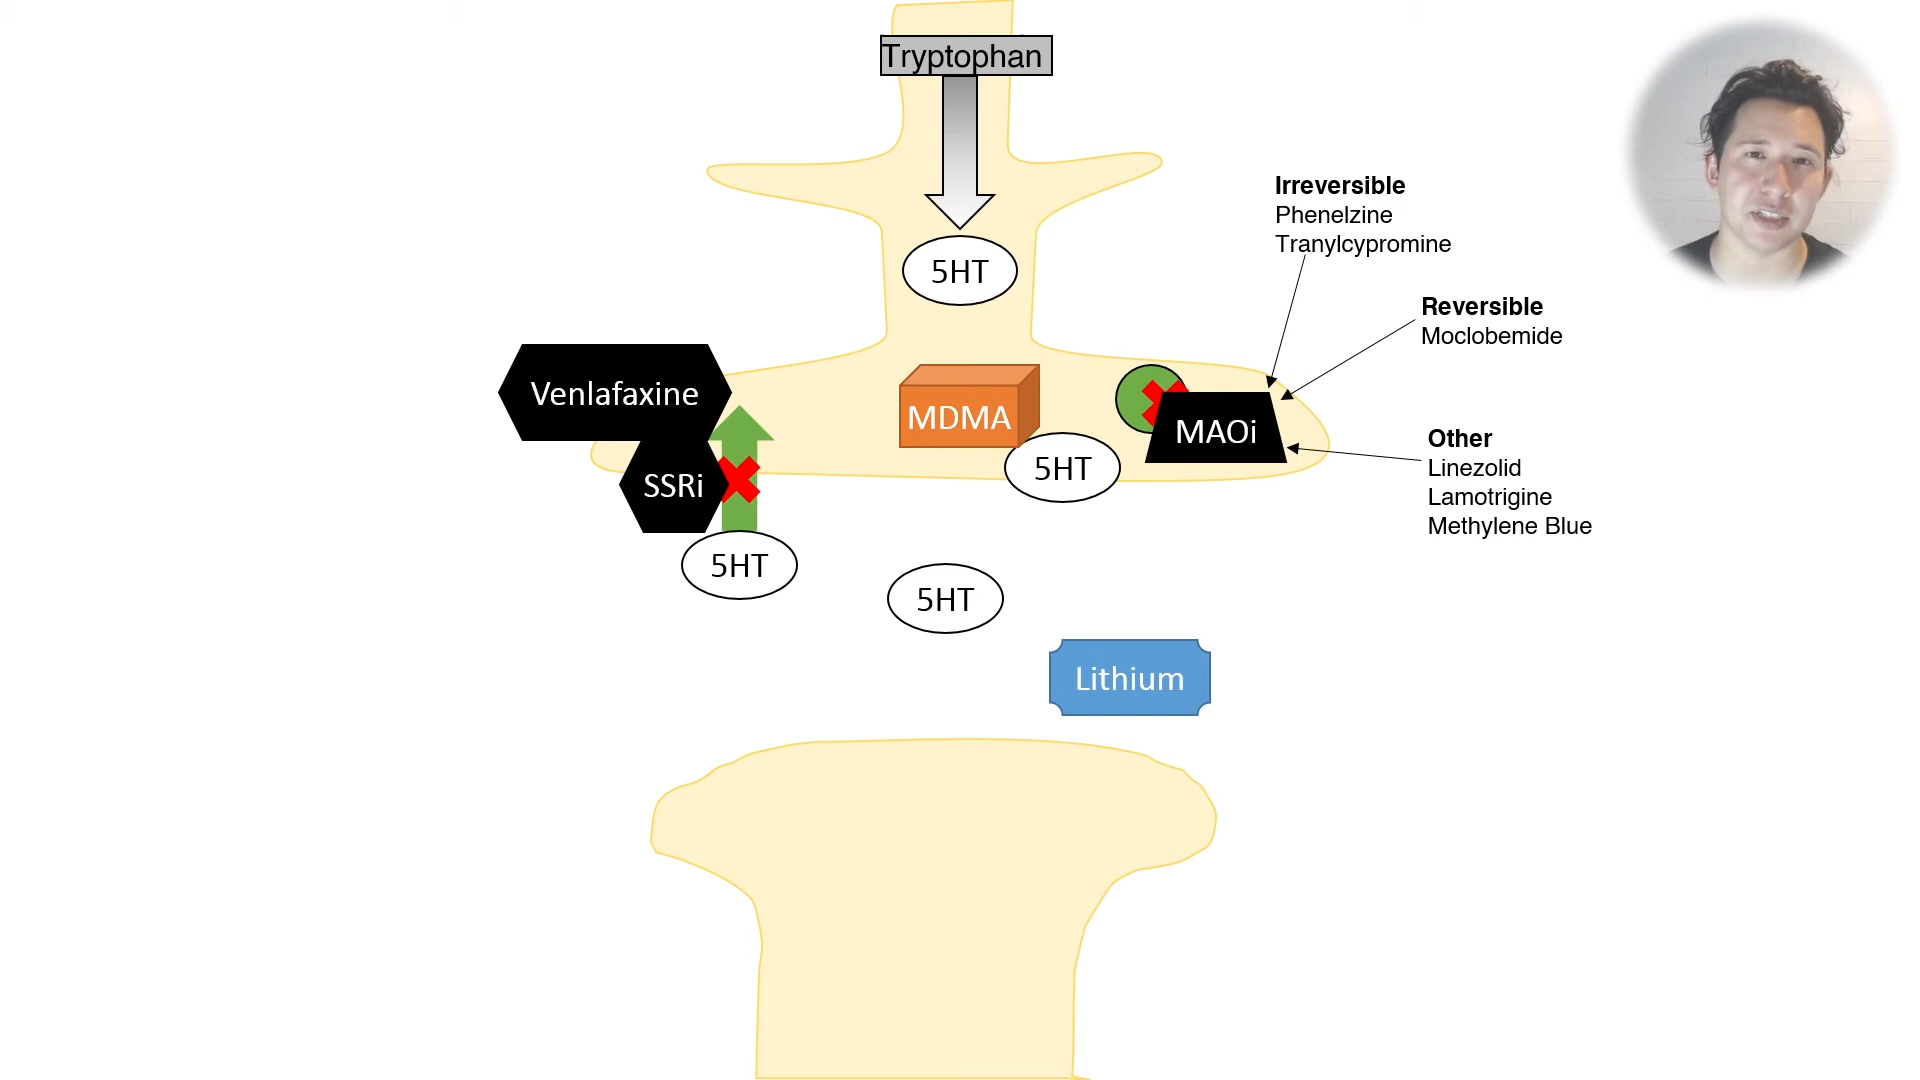 Tryptophan
5HT
Irreversible
Phenelzine
Tranylcypromine
Reversible
Moclobemide
Venlafaxine
MDMA
MAOi
5HT
SSRi
Other
Linezolid
Lamotrigine
Methylene Blue
5HT
5HT
Lithium